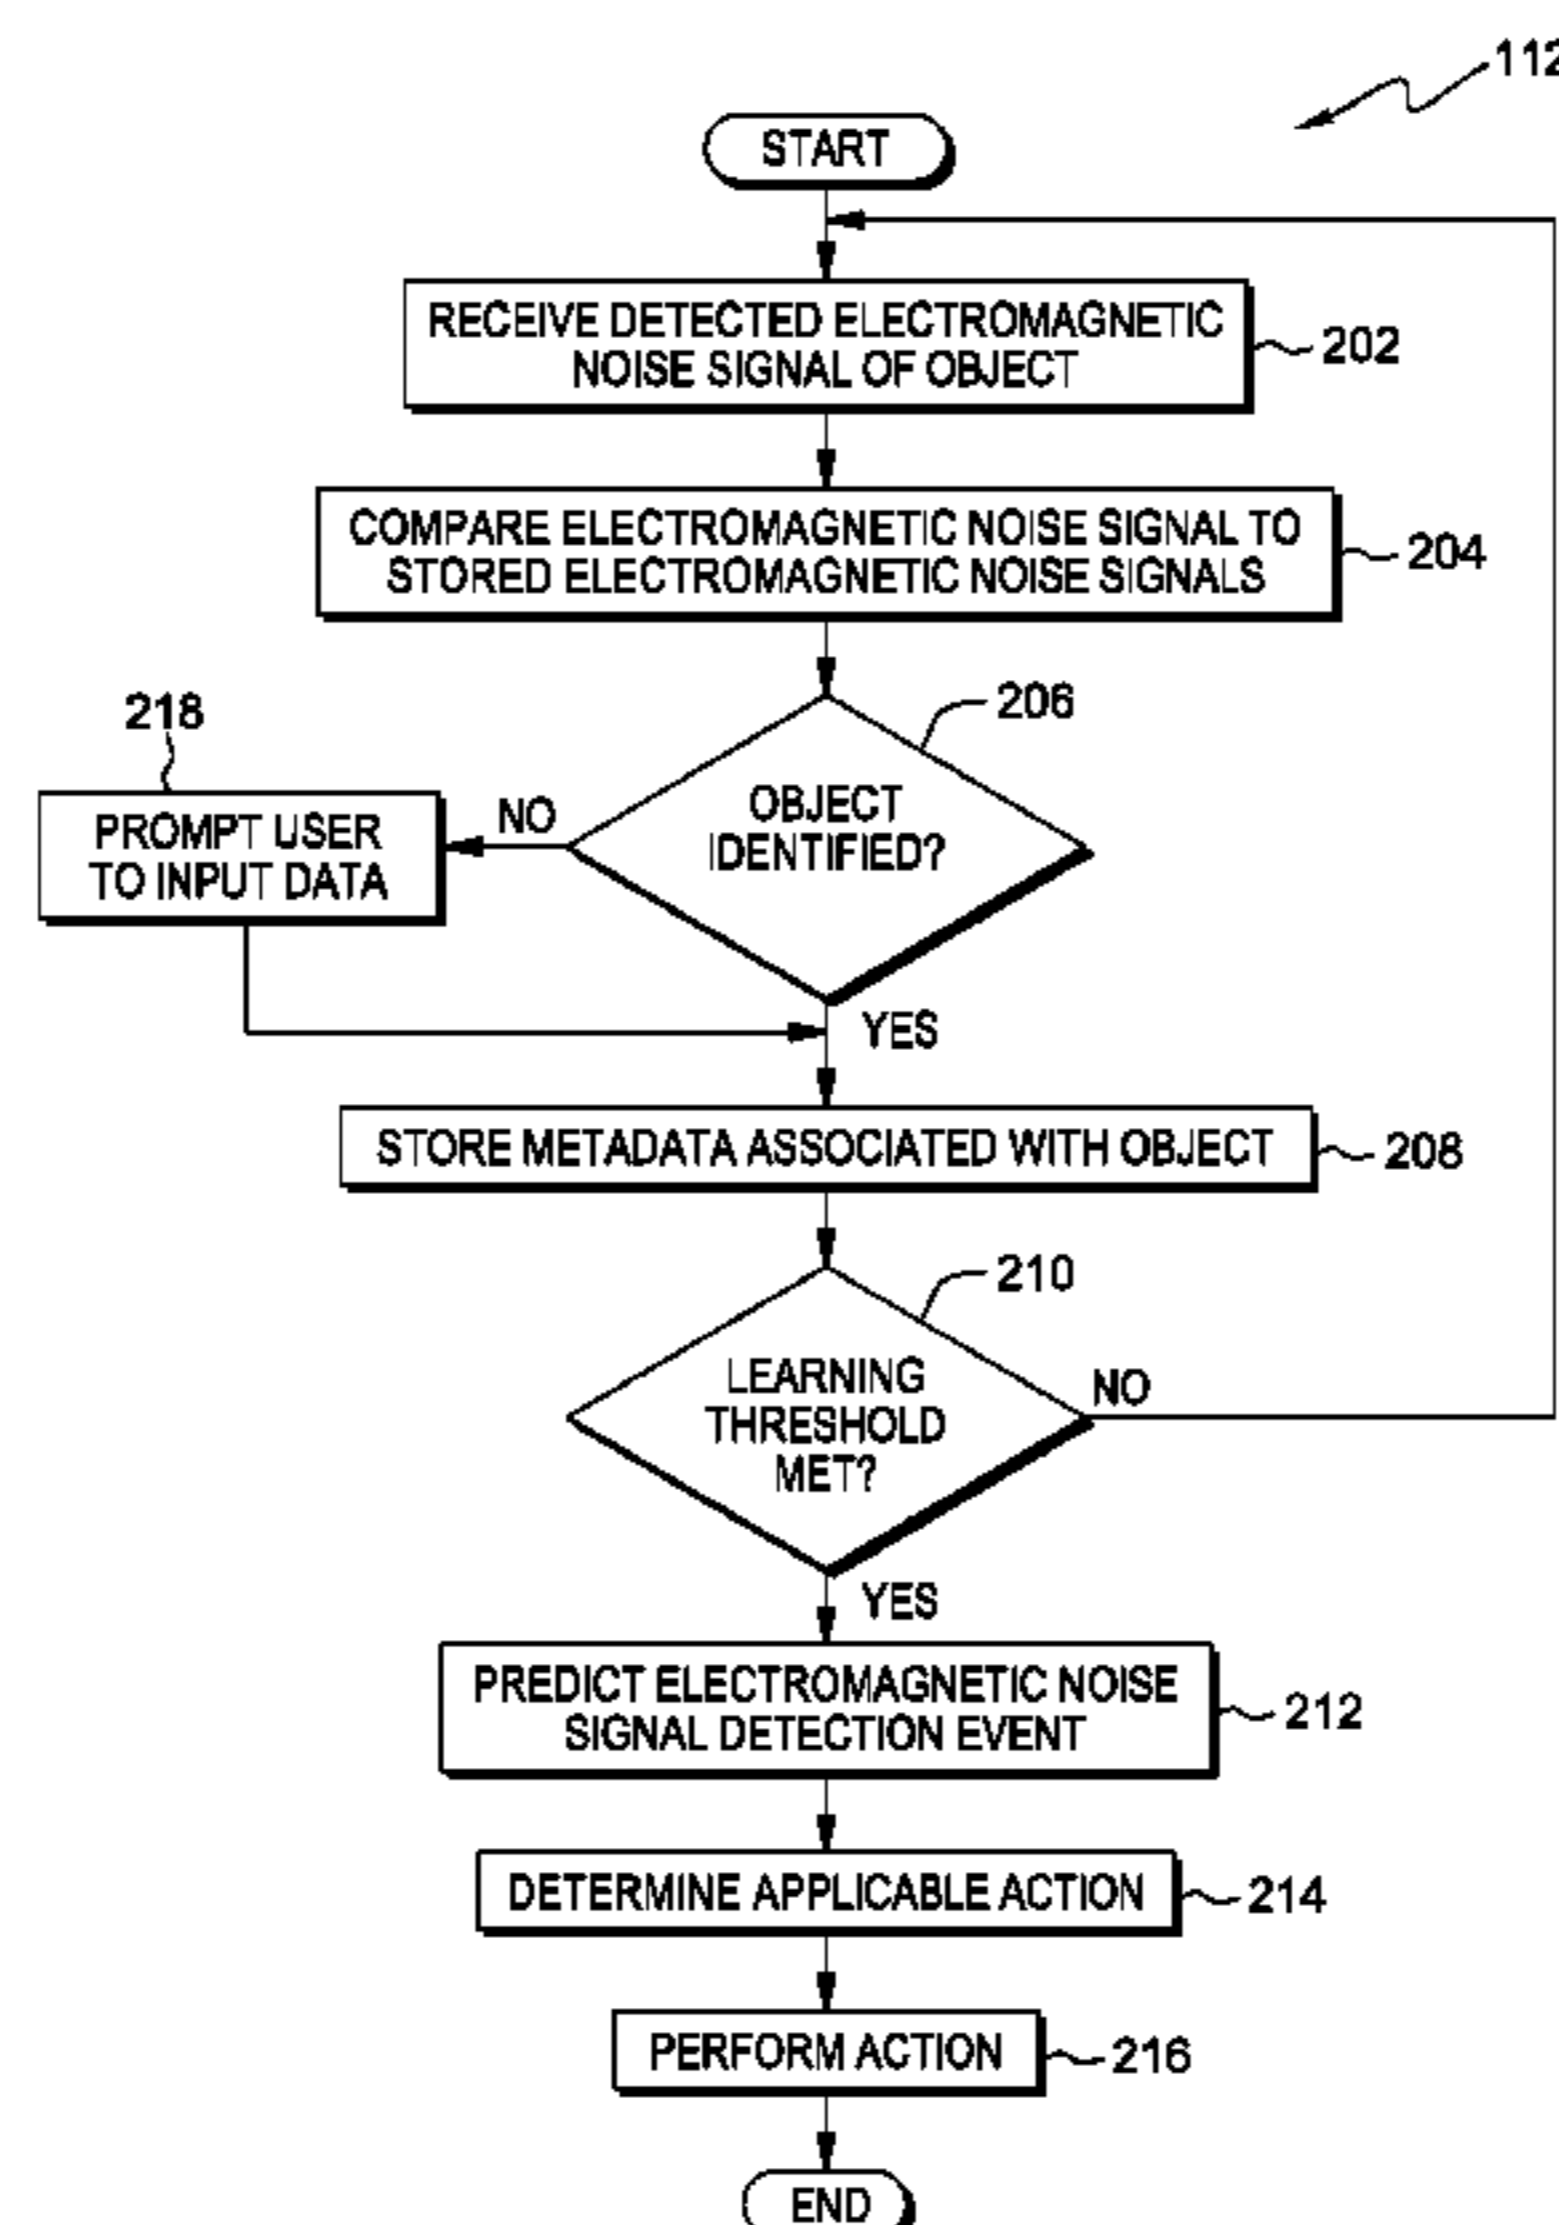 112
START
RECEIVE DETECTED ELECTROMAGNETIC
NOISE SIGNAL OF OBJECT
202
COMPARE ELECTROMAGNETIC NOISE SIGNAL TO
STORED ELECTROMAGNETIC NOISE SIGNALS
204
206
OBJECT
IDENTIFIED?
NO
218
PROMPT USER
TO INPUT DATA
YES
STORE METADATA ASSOCIATED WITH OBJECT
208
210
LEARNING
THRESHOLD
MET?
NO
YES
PREDICT ELECTROMAGNETIC NOISE
SIGNAL DETECTION EVENT
212
DETERMINE APPLICABLE ACTION
214
PERFORM ACTION
216
END